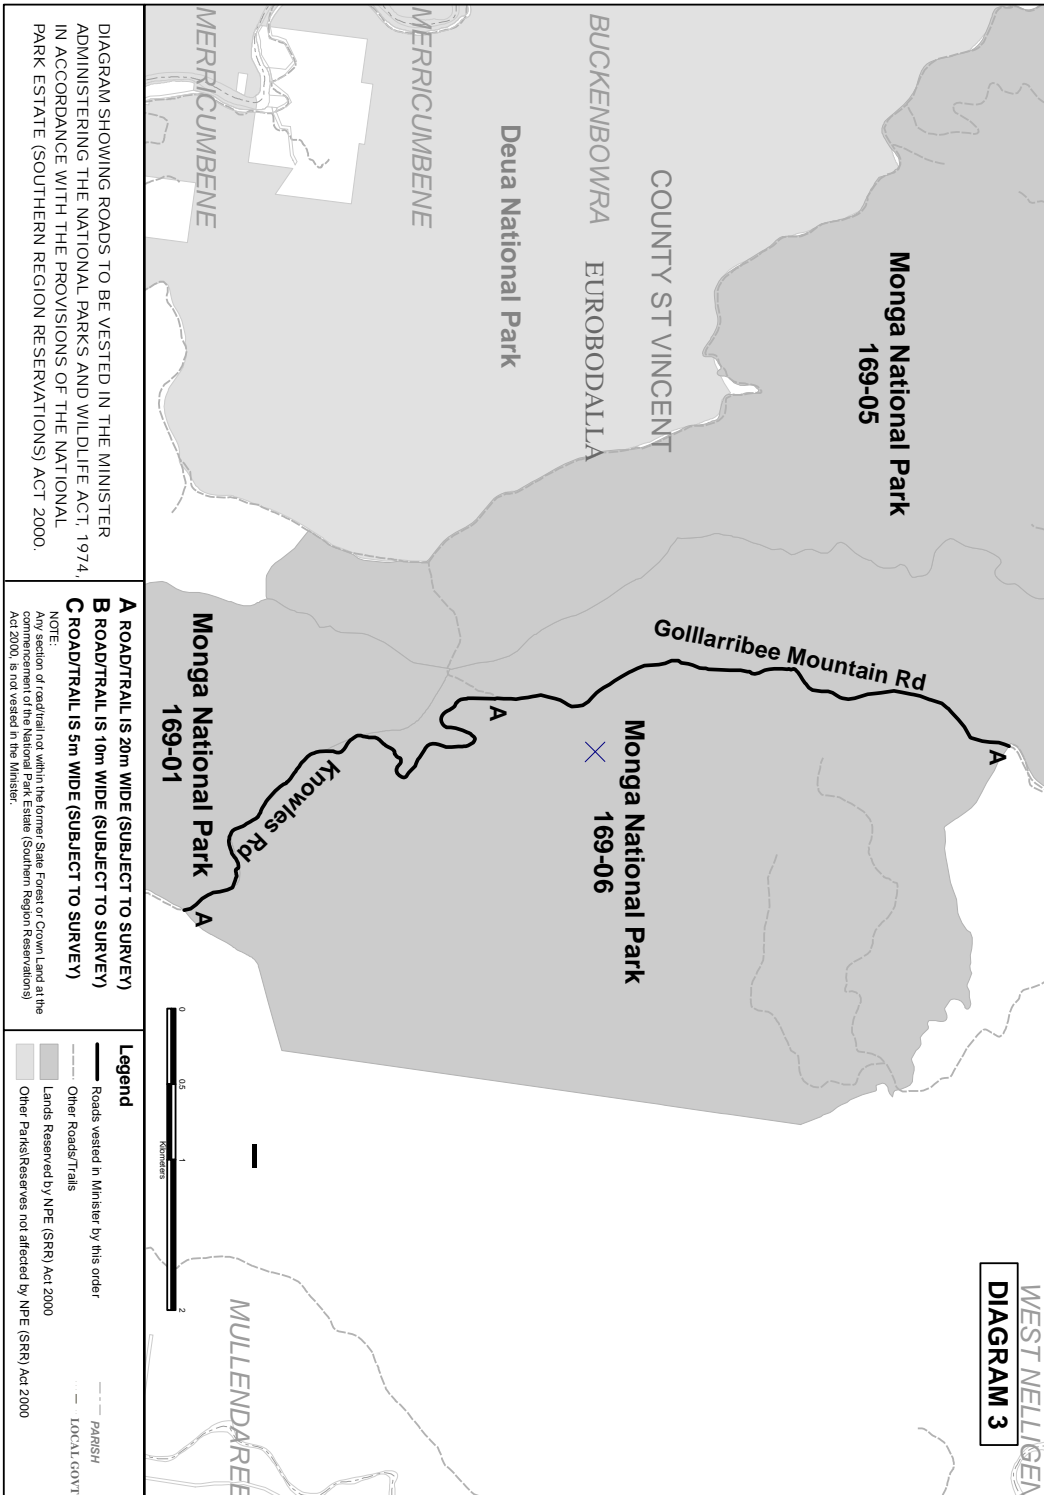 DIAGRAM 3
WEST NELLIGEN
Monga National Park
169-05
COUNTY ST VINCENT
BUCKENBOWRA
EUROBODALLA
Deua National Park
MERRICUMBENE
MERRICUMBENE
Golllarribee Mountain Rd
A
Monga National Park
169-06
A
Knowles Rd
Monga National Park
169-01
A
MULLENDAREE
0 0.5 1 2
Kilometers
DIAGRAM SHOWING ROADS TO BE VESTED IN THE MINISTER
ADMINISTERING THE NATIONAL PARKS AND WILDLIFE ACT, 1974,
IN ACCORDANCE WITH THE PROVISIONS OF THE NATIONAL
PARK ESTATE (SOUTHERN REGION RESERVATIONS) ACT 2000.
A ROAD/TRAIL IS 20m WIDE (SUBJECT TO SURVEY)
B ROAD/TRAIL IS 10m WIDE (SUBJECT TO SURVEY)
C ROAD/TRAIL IS 5m WIDE (SUBJECT TO SURVEY)
NOTE:
Any section of road/trail not within the former State Forest or Crown Land at the
commencement of the National Park Estate (Southern Region Reservations)
Act 2000, is not vested in the Minister.
Legend
Roads vested in Minister by this order
Other Roads/Trails
Lands Reserved by NPE (SRR) Act 2000
Other Parks\Reserves not affected by NPE (SRR) Act 2000
PARISH
LOCAL GOVT